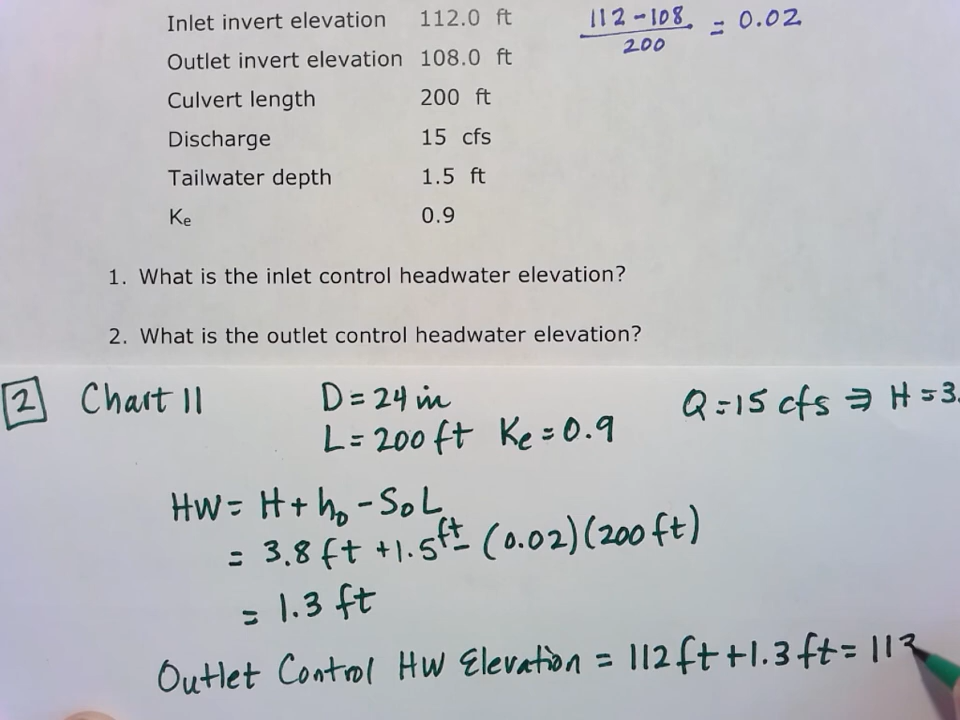 Inlet invert elevation 112.0 ft
112-108 / 200 = 0.02
Outlet invert elevation 108.0 ft
Culvert length 200 ft
Discharge 15 cfs
Tailwater depth 1.5 ft
Ke 0.9
1. What is the inlet control headwater elevation?
2. What is the outlet control headwater elevation?
2 Chart 11 D = 24 in Q = 15 cfs ⇒ H = 3.
L = 200 ft Ke = 0.9
HW = H + ho - SoL
= 3.8 ft + 1.5 ft - (0.02)(200 ft)
= 1.3 ft
Outlet Control HW Elevation = 112 ft + 1.3 ft = 113